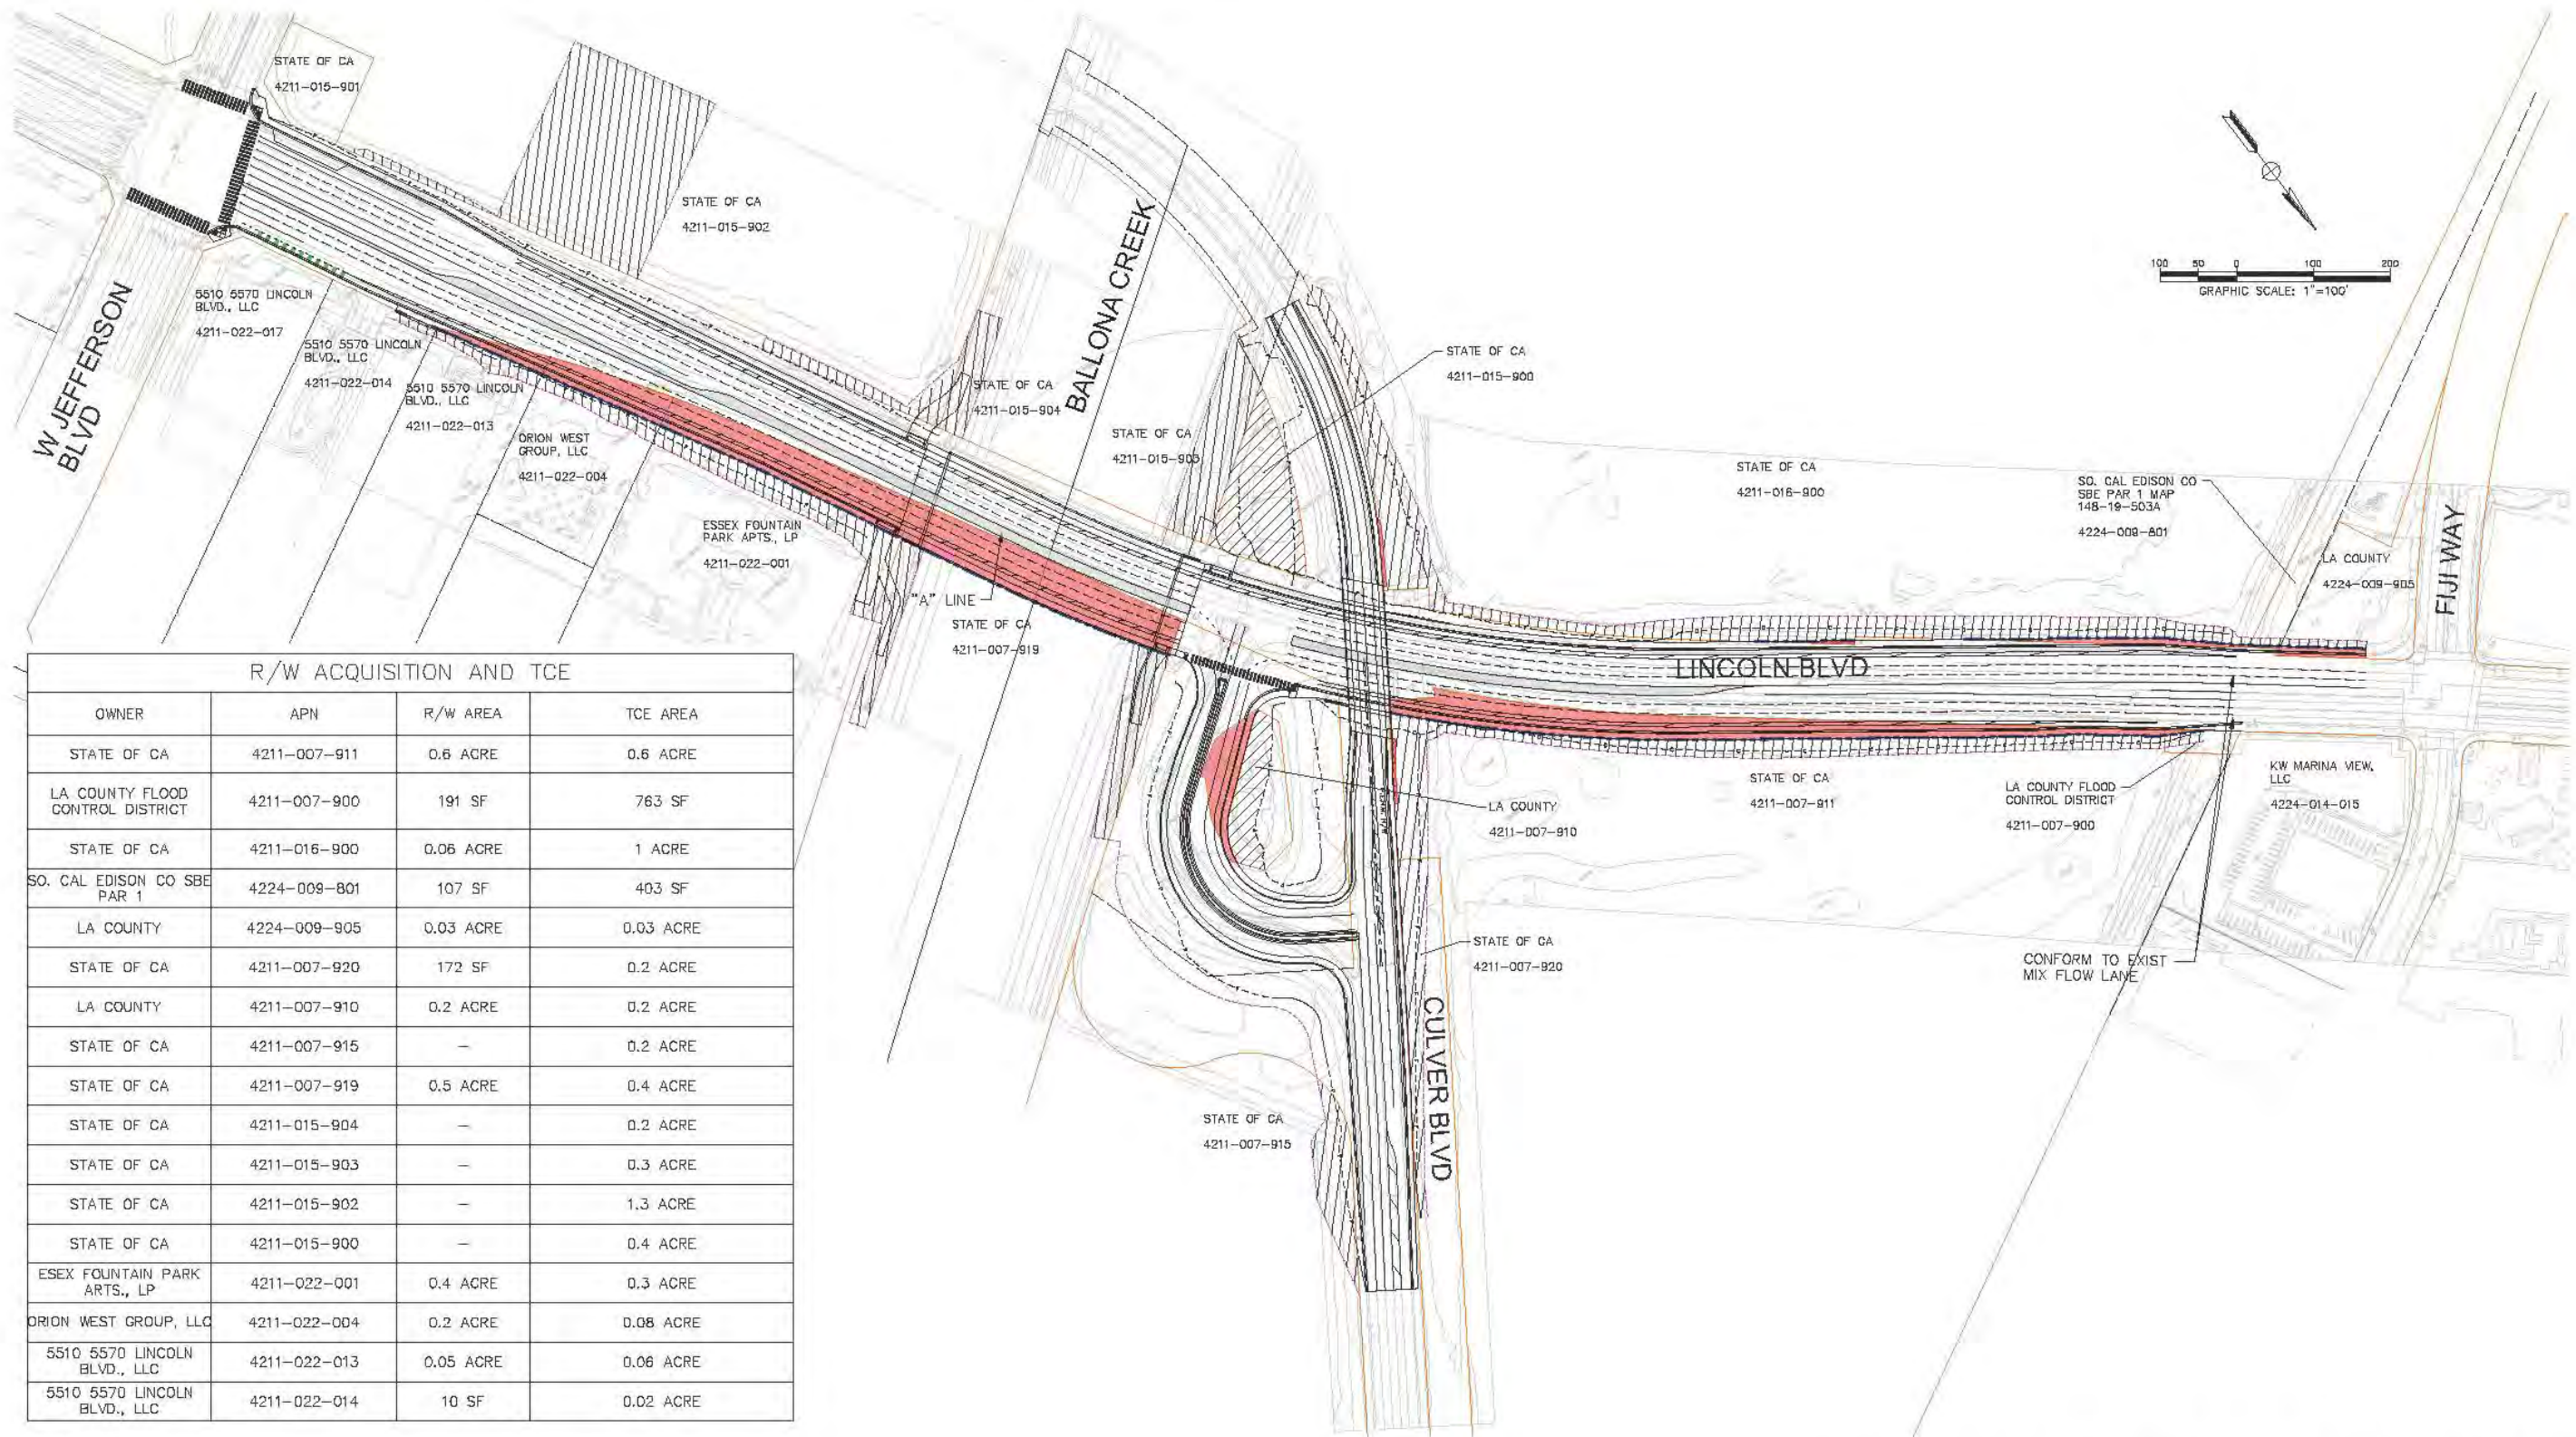 STATE OF CA
4211-015-901
STATE OF CA
4211-015-902
W JEFFERSON
BLVD
5510 5570 LINCOLN
BLVD., LLC
4211-022-017
5510 5570 LINCOLN
BLVD., LLC
4211-022-014
5510 5570 LINCOLN
BLVD., LLC
4211-022-013
ORION WEST
GROUP, LLC
4211-022-004
ESSEX FOUNTAIN
PARK APTS., LP
4211-022-001
"A" LINE
STATE OF CA
4211-007-919
STATE OF CA
4211-015-904
BALLONA CREEK
STATE OF CA
4211-015-903
STATE OF CA
4211-015-900
100 50 0 100 200
GRAPHIC SCALE: 1"=100'
STATE OF CA
4211-016-900
SO. CAL EDISON CO
SBE PAR 1 MAP
148-19-503A
4224-009-801
LA COUNTY
4224-009-905
FIJI WAY
LINCOLN BLVD
STATE OF CA
4211-007-911
LA COUNTY FLOOD
CONTROL DISTRICT
4211-007-900
KW MARINA VIEW,
LLC
4224-014-015
LA COUNTY
4211-007-910
STATE OF CA
4211-007-920
CONFORM TO EXIST
MIX FLOW LANE
CULVER BLVD
STATE OF CA
4211-007-915
R/W ACQUISITION AND TCE
OWNER APN R/W AREA TCE AREA
STATE OF CA 4211-007-911 0.6 ACRE 0.6 ACRE
LA COUNTY FLOOD
CONTROL DISTRICT 4211-007-900 191 SF 763 SF
STATE OF CA 4211-016-900 0.06 ACRE 1 ACRE
SO. CAL EDISON CO SBE
PAR 1 4224-009-801 107 SF 403 SF
LA COUNTY 4224-009-905 0.03 ACRE 0.03 ACRE
STATE OF CA 4211-007-920 172 SF 0.2 ACRE
LA COUNTY 4211-007-910 0.2 ACRE 0.2 ACRE
STATE OF CA 4211-007-915 – 0.2 ACRE
STATE OF CA 4211-007-919 0.5 ACRE 0.4 ACRE
STATE OF CA 4211-015-904 – 0.2 ACRE
STATE OF CA 4211-015-903 – 0.3 ACRE
STATE OF CA 4211-015-902 – 1.3 ACRE
STATE OF CA 4211-015-900 – 0.4 ACRE
ESEX FOUNTAIN PARK
ARTS., LP 4211-022-001 0.4 ACRE 0.3 ACRE
ORION WEST GROUP, LLC 4211-022-004 0.2 ACRE 0.08 ACRE
5510 5570 LINCOLN
BLVD., LLC 4211-022-013 0.05 ACRE 0.06 ACRE
5510 5570 LINCOLN
BLVD., LLC 4211-022-014 10 SF 0.02 ACRE